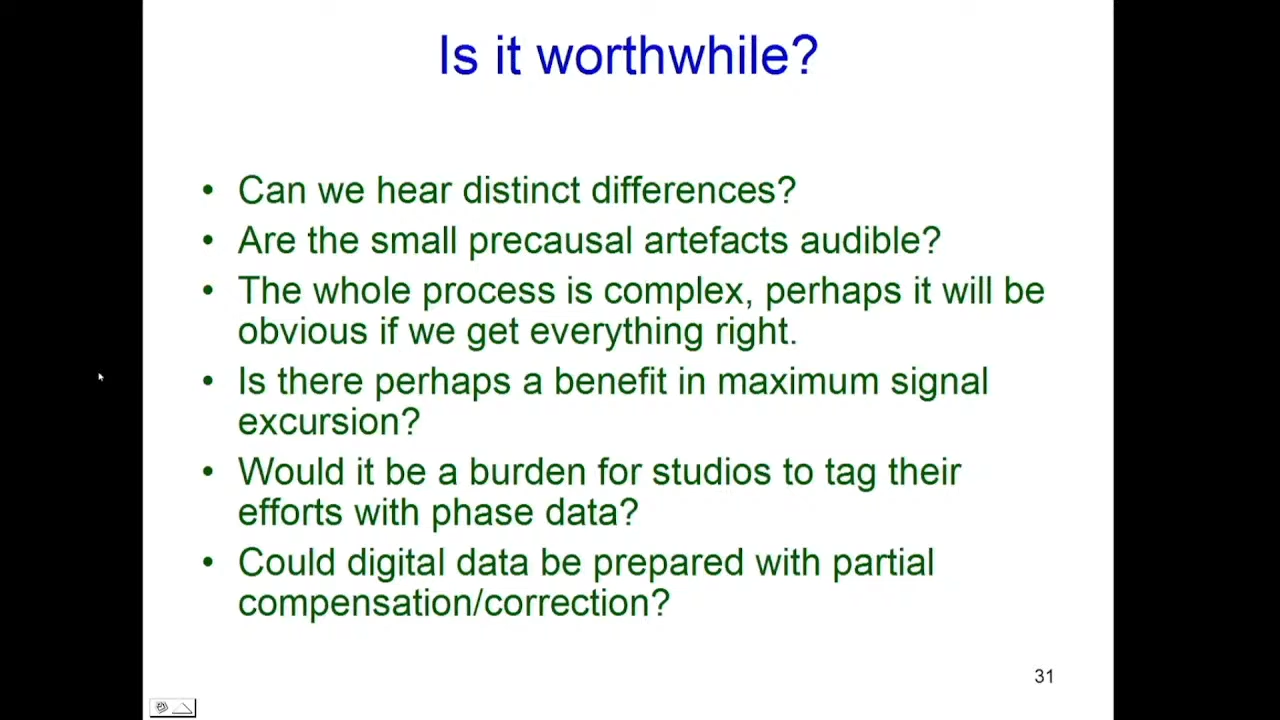 Is it worthwhile?
• Can we hear distinct differences?
• Are the small precausal artefacts audible?
• The whole process is complex, perhaps it will be
obvious if we get everything right.
• Is there perhaps a benefit in maximum signal
excursion?
• Would it be a burden for studios to tag their
efforts with phase data?
• Could digital data be prepared with partial
compensation/correction?
31